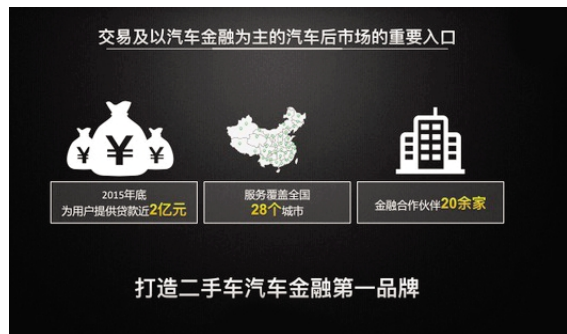 交易及以汽车金融为主的汽车后市场的重要入口
¥ ¥ ¥
2015年底
为用户提供贷款近2亿元
服务覆盖全国
28个城市
金融合作伙伴20余家
打造二手车汽车金融第一品牌